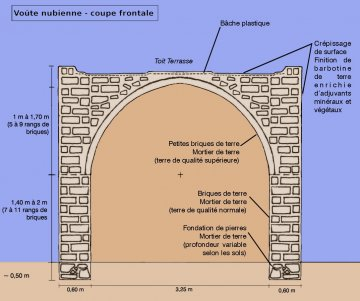 Voûte nubienne - coupe frontale
Bâche plastique
Toit Terrasse
Crépissage
de surface
Finition de
barbotine
de terre
enrichie
d'adjuvants
minéraux et
végétaux
1 m à 1,70 m
(5 à 9 rangs de
briques)
Petites briques de terre
Mortier de terre
(terre de qualité supérieure)
1,40 m à 2 m
(7 à 11 rangs de
briques)
Briques de terre
Mortier de terre
(terre de qualité normale)
Fondation de pierres
Mortier de terre
(profondeur variable
selon les sols)
~ 0,50 m
0,60 m
3,25 m
0,60 m